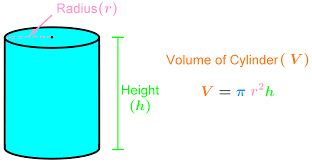 Radius(r)
Height
(h)
Volume of Cylinder( V)
V = π r²h